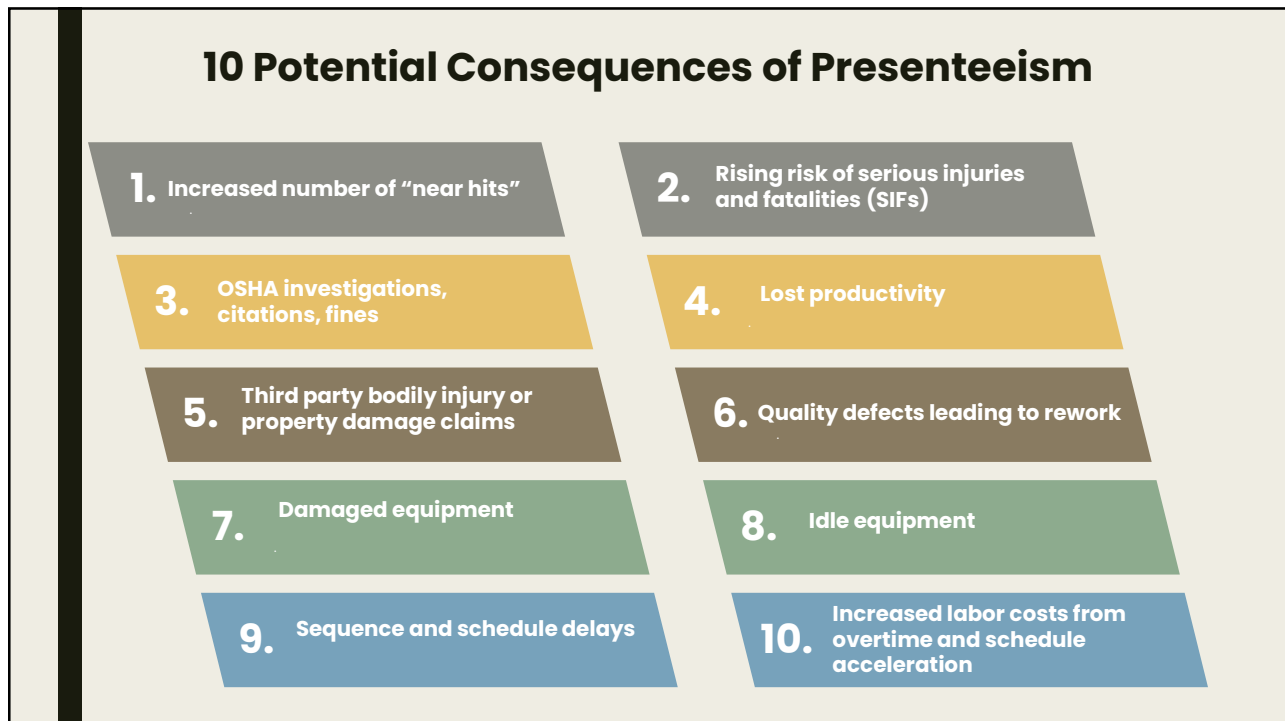 10 Potential Consequences of Presenteeism
1. Increased number of “near hits”
2. Rising risk of serious injuries
and fatalities (SIFs)
3. OSHA investigations,
citations, fines
4. Lost productivity
5. Third party bodily injury or
property damage claims
6. Quality defects leading to rework
7. Damaged equipment
8. Idle equipment
9. Sequence and schedule delays
10. Increased labor costs from
overtime and schedule
acceleration